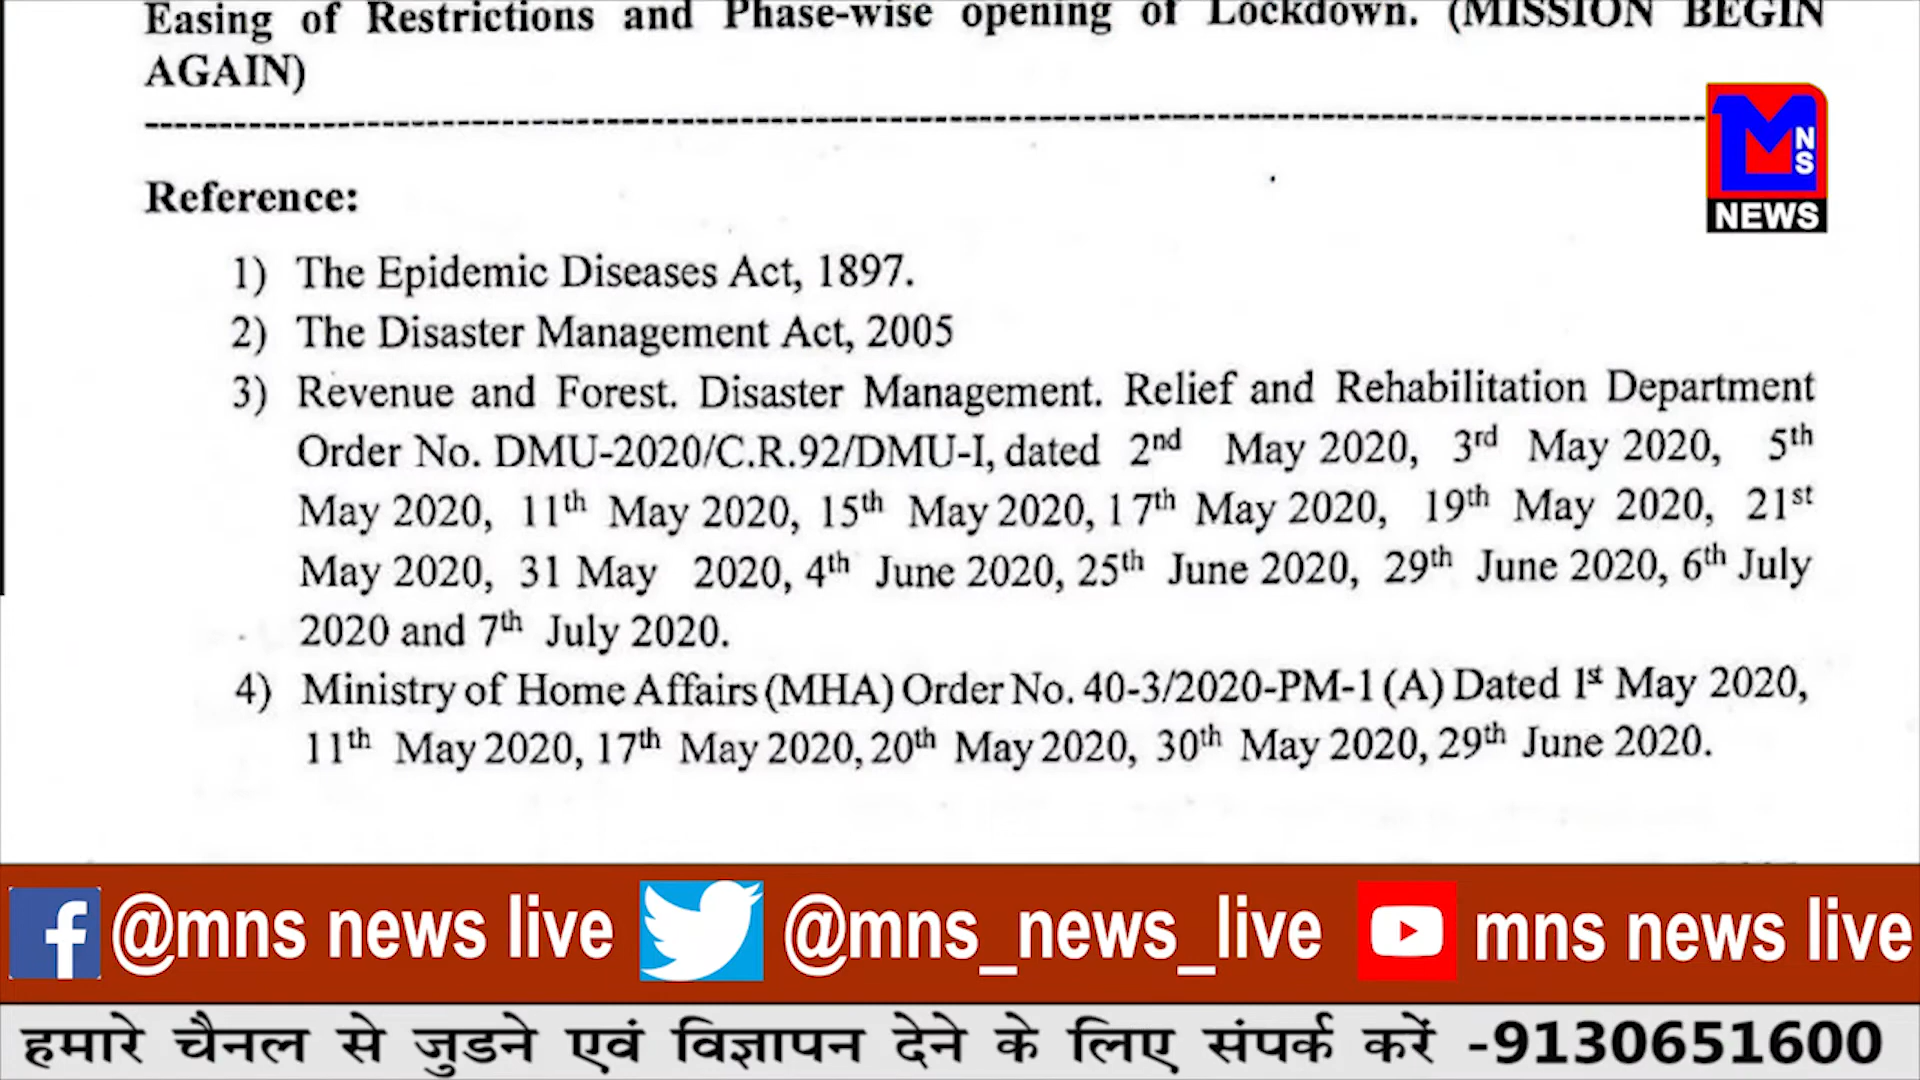 Easing of Restrictions and Phase-wise opening of Lockdown. (MISSION BEGIN
AGAIN)
Reference:
1) The Epidemic Diseases Act, 1897.
2) The Disaster Management Act, 2005
3) Revenue and Forest. Disaster Management. Relief and Rehabilitation Department
Order No. DMU-2020/C.R.92/DMU-I, dated 2nd May 2020, 3rd May 2020, 5th
May 2020, 11th May 2020, 15th May 2020, 17th May 2020, 19th May 2020, 21st
May 2020, 31 May 2020, 4th June 2020, 25th June 2020, 29th June 2020, 6th July
2020 and 7th July 2020.
4) Ministry of Home Affairs (MHA) Order No. 40-3/2020-PM-1 (A) Dated 1st May 2020,
11th May 2020, 17th May 2020, 20th May 2020, 30th May 2020, 29th June 2020.
MNS
NEWS
@mns news live @mns_news_live mns news live
हमारे चैनल से जुडने एवं विज्ञापन देने के लिए संपर्क करें -9130651600